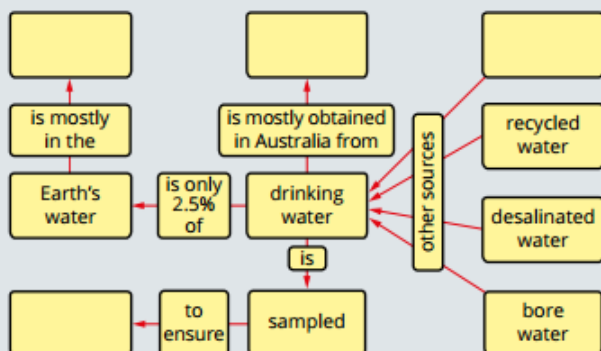 is mostly
in the
is mostly obtained
in Australia from
other sources
recycled
water
Earth's
water
is only
2.5%
of
drinking
water
desalinated
water
is
to
ensure
sampled
bore
water